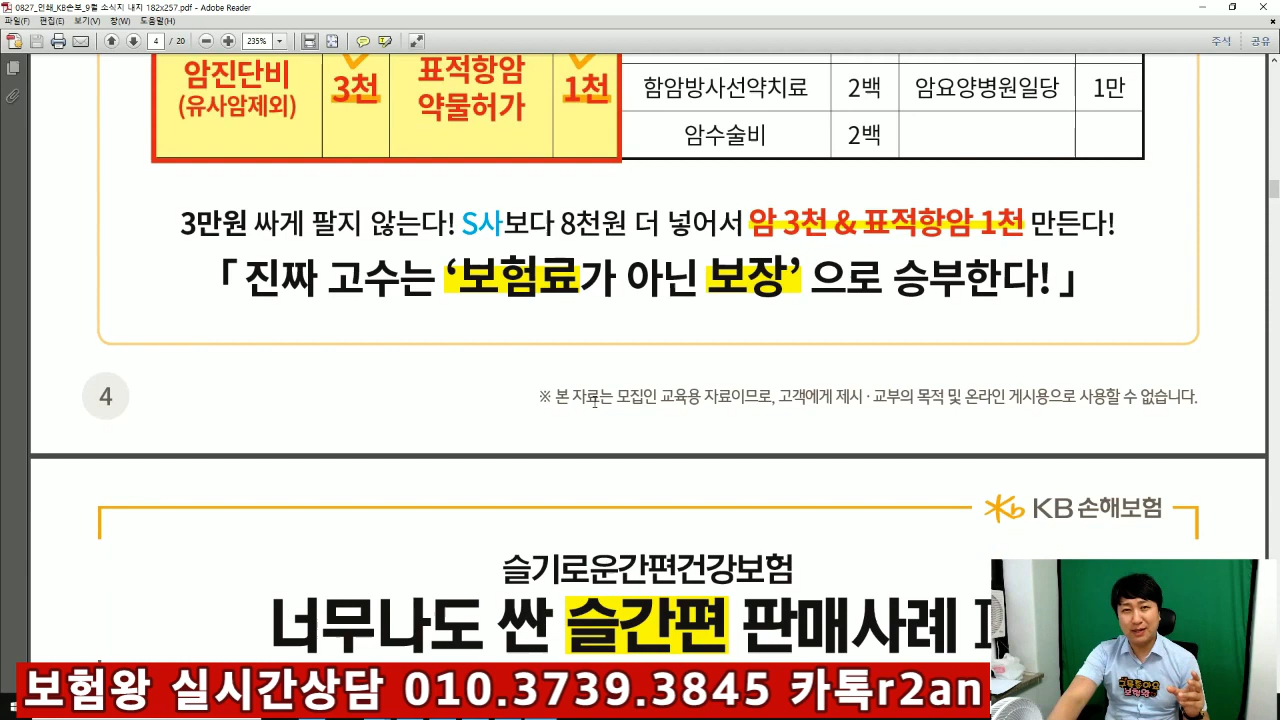 0827_인쇄_KB손보_9월 소식지 내지 182x257.pdf - Adobe Reader
파일(F) 편집(E) 보기(V) 창(W) 도움말(H)
4 / 20 235% 주석 공유
암진단비 (유사암제외) 3천 표적항암 약물허가 1천
함암방사선약치료 2백 암요양병원일당 1만
암수술비 2백
3만원 싸게 팔지 않는다! S사보다 8천원 더 넣어서 암 3천 & 표적항암 1천 만든다!
「 진짜 고수는 ‘보험료가 아닌 보장’ 으로 승부한다! 」
4
※ 본 자료는 모집인 교육용 자료이므로, 고객에게 제시 · 교부의 목적 및 온라인 게시용으로 사용할 수 없습니다.
KB 손해보험
슬기로운간편건강보험
너무나도 싼 슬간편 판매사례
보험왕 실시간상담 010.3739.3845 카톡r2an